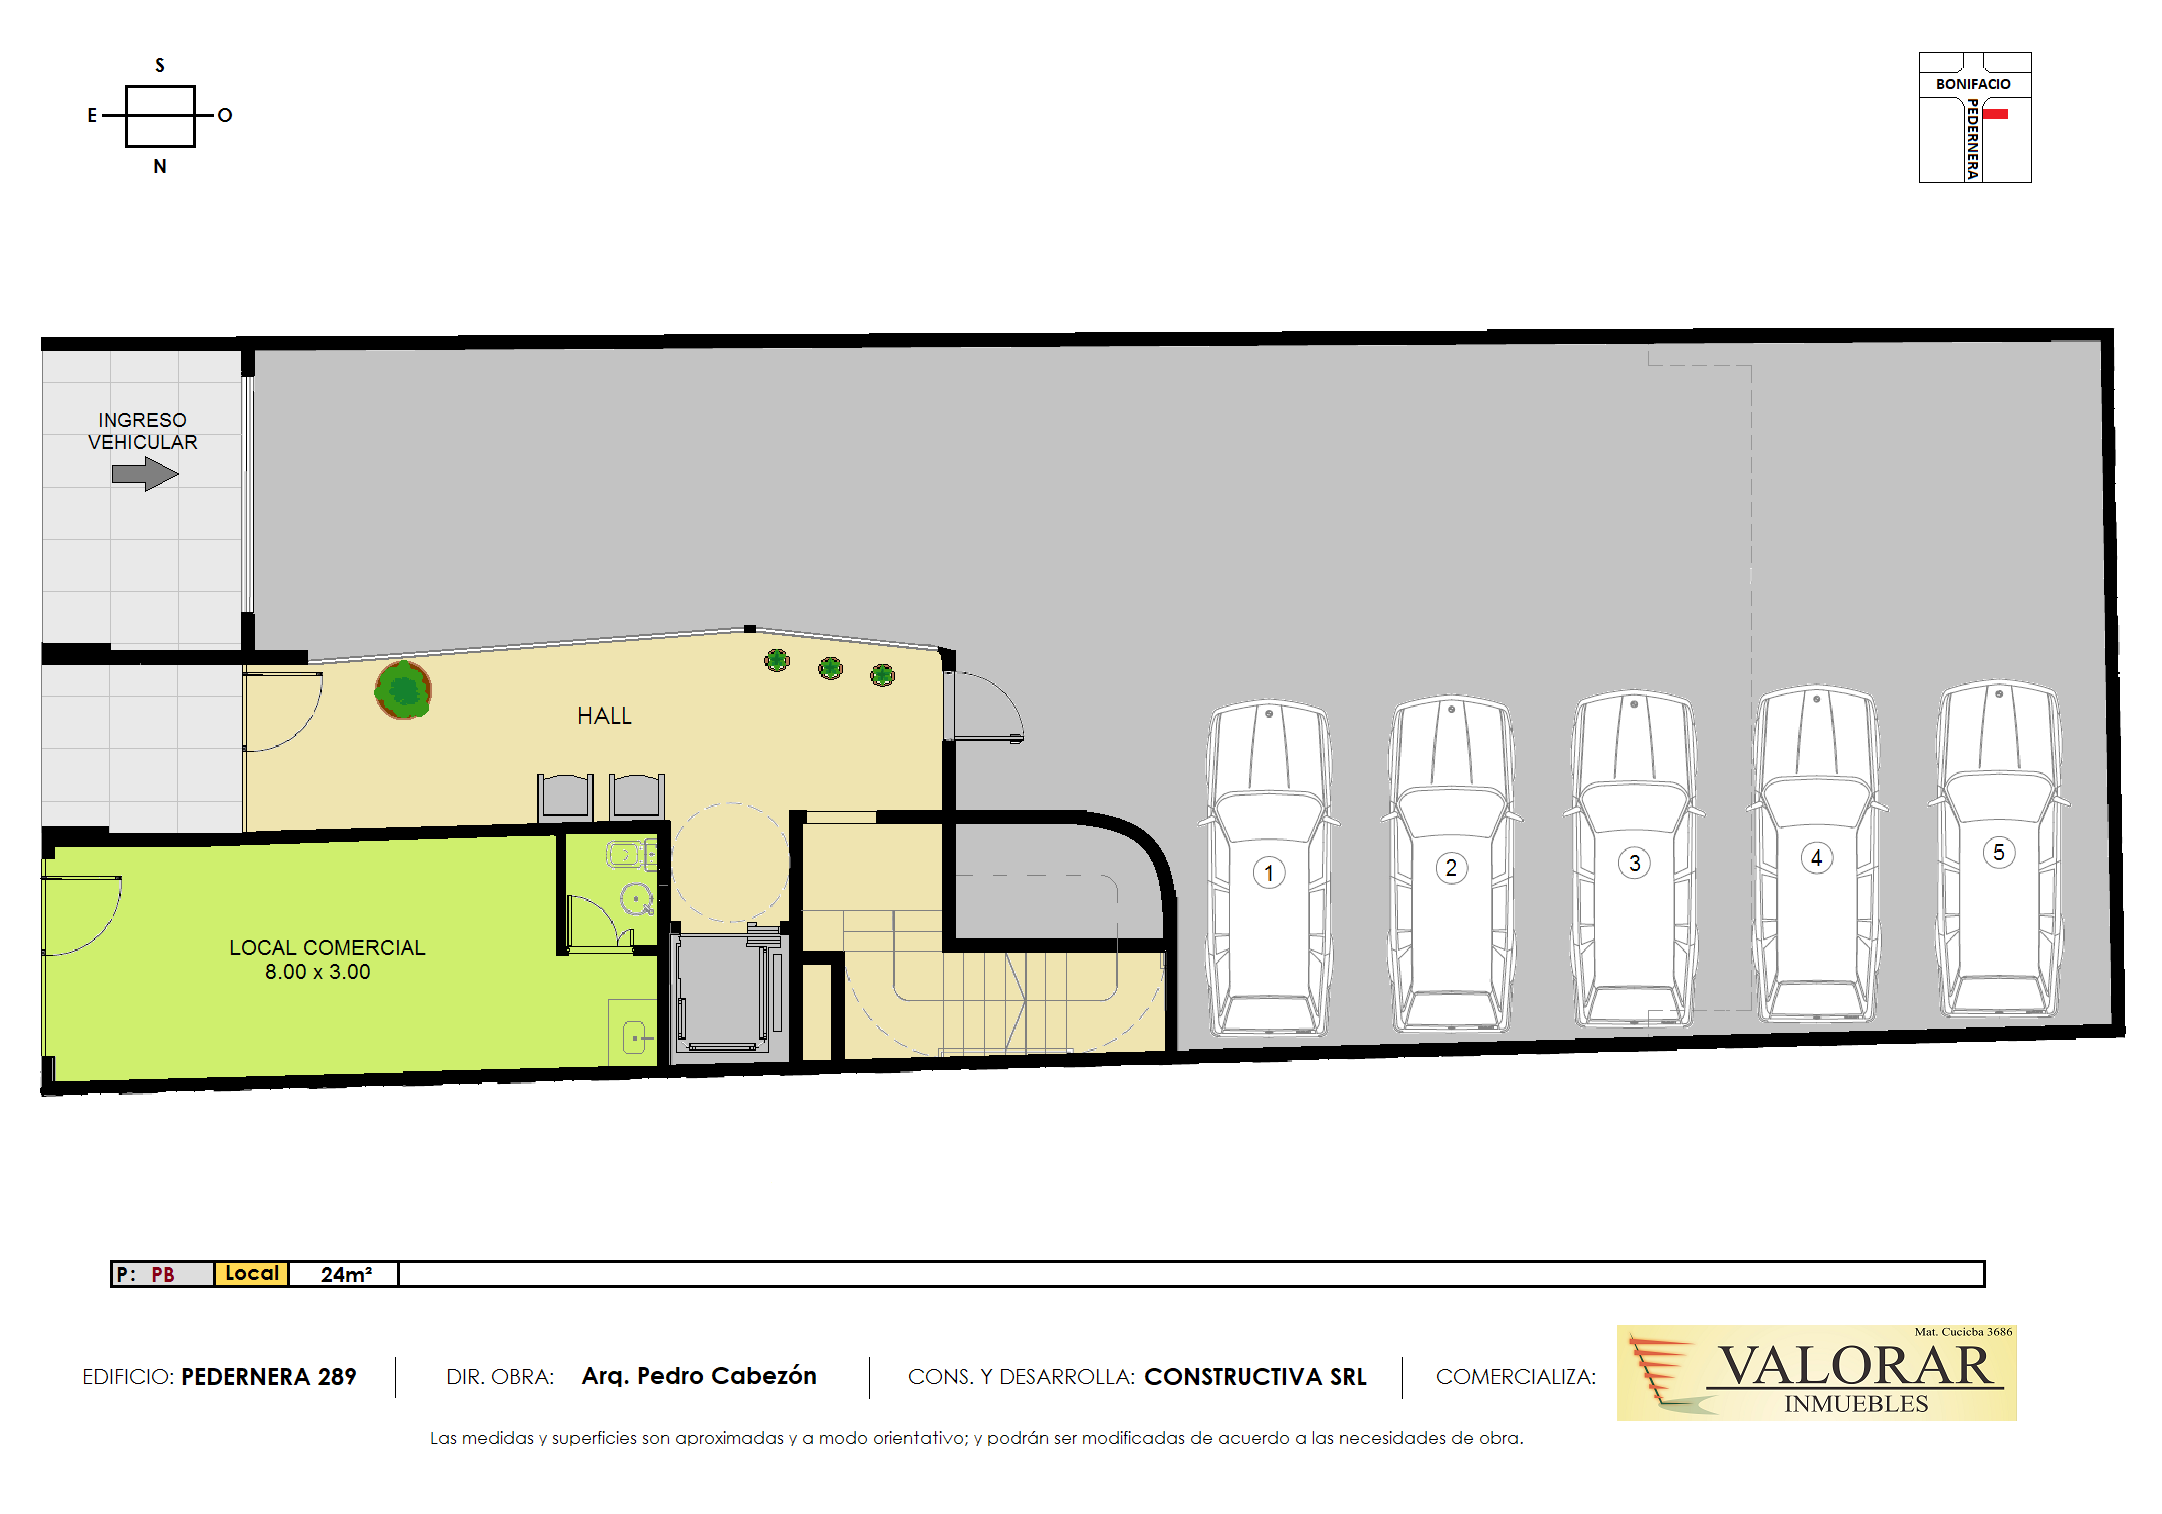 S
E O
N
BONIFACIO
PEDERNERA
INGRESO
VEHICULAR
HALL
1
2
3
4
5
LOCAL COMERCIAL
8.00 x 3.00
P: PB Local 24m²
EDIFICIO: PEDERNERA 289
DIR. OBRA: Arq. Pedro Cabezón
CONS. Y DESARROLLA: CONSTRUCTIVA SRL
COMERCIALIZA:
Mat. Cucicba 3686
VALORAR
INMUEBLES
Las medidas y superficies son aproximadas y a modo orientativo; y podrán ser modificadas de acuerdo a las necesidades de obra.